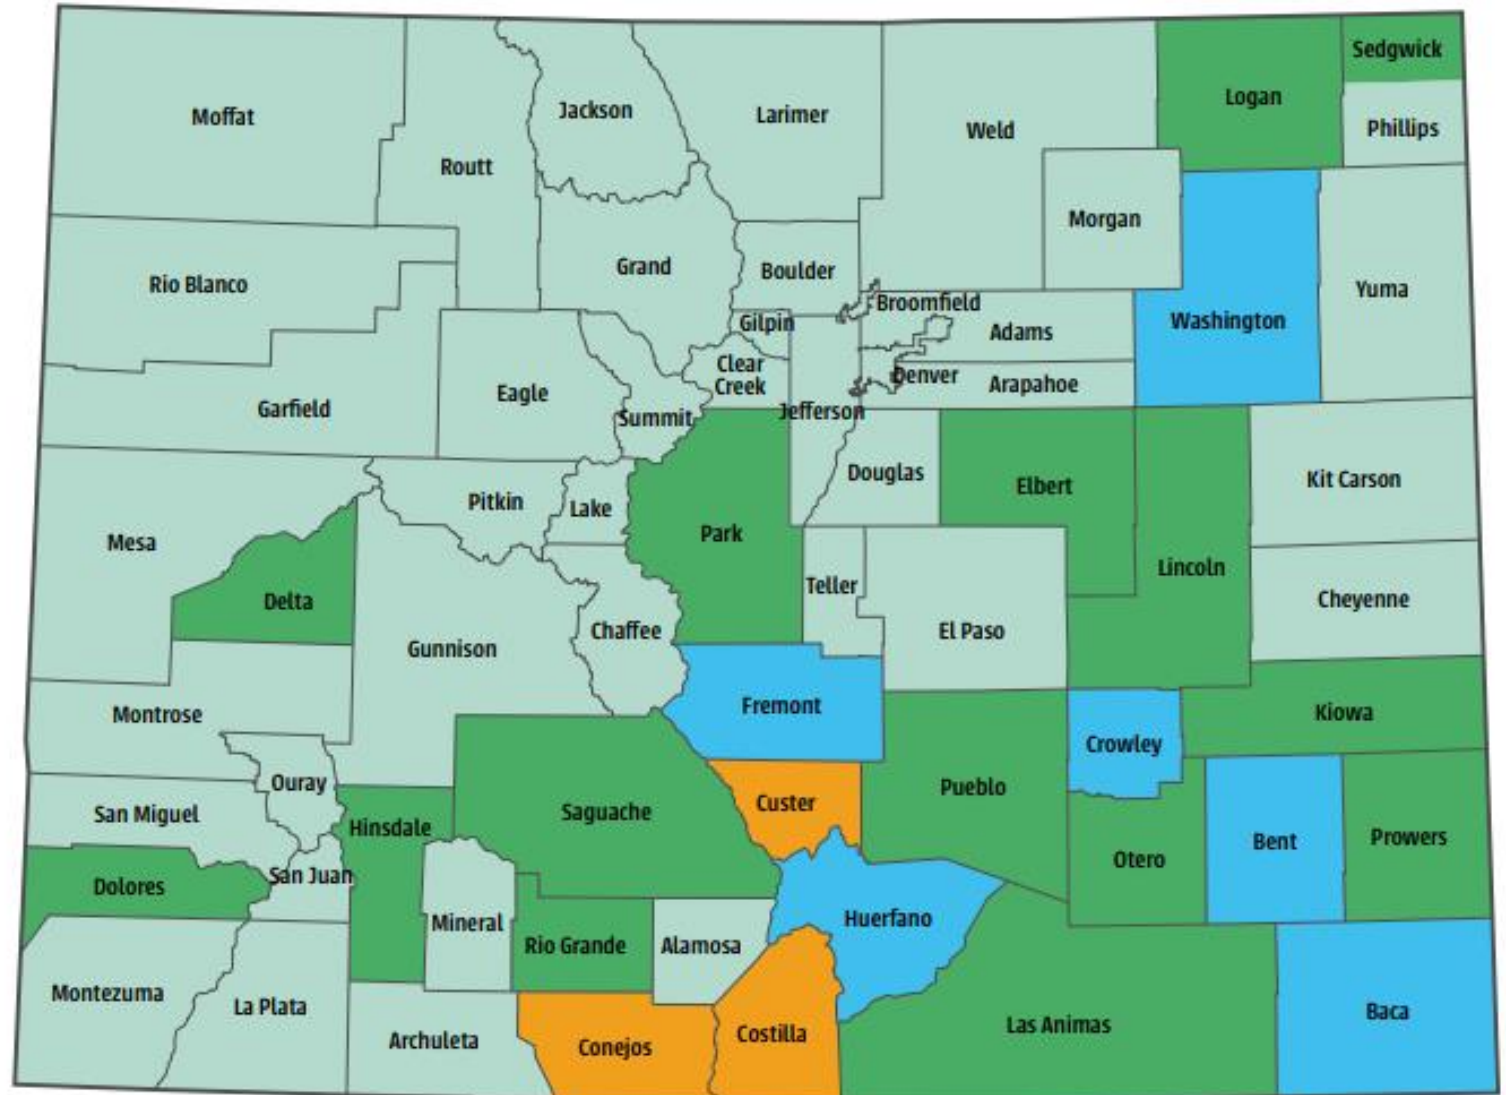 Sedgwick
Logan
Moffat
Jackson
Larimer
Weld
Phillips
Routt
Morgan
Grand
Boulder
Rio Blanco
Yuma
Broomfield
Gilpin
Washington
Adams
Clear
Creek
Denver
Arapahoe
Eagle
Garfield
Summit
Jefferson
Douglas
Kit Carson
Elbert
Pitkin
Lake
Park
Mesa
Lincoln
Teller
Delta
Cheyenne
Chaffee
El Paso
Gunnison
Fremont
Montrose
Kiowa
Crowley
Ouray
Pueblo
Custer
San Miguel
Saguache
Hinsdale
Prowers
Bent
Otero
San Juan
Dolores
Mineral
Huerfano
Rio Grande
Alamosa
Montezuma
La Plata
Baca
Las Animas
Costilla
Archuleta
Conejos